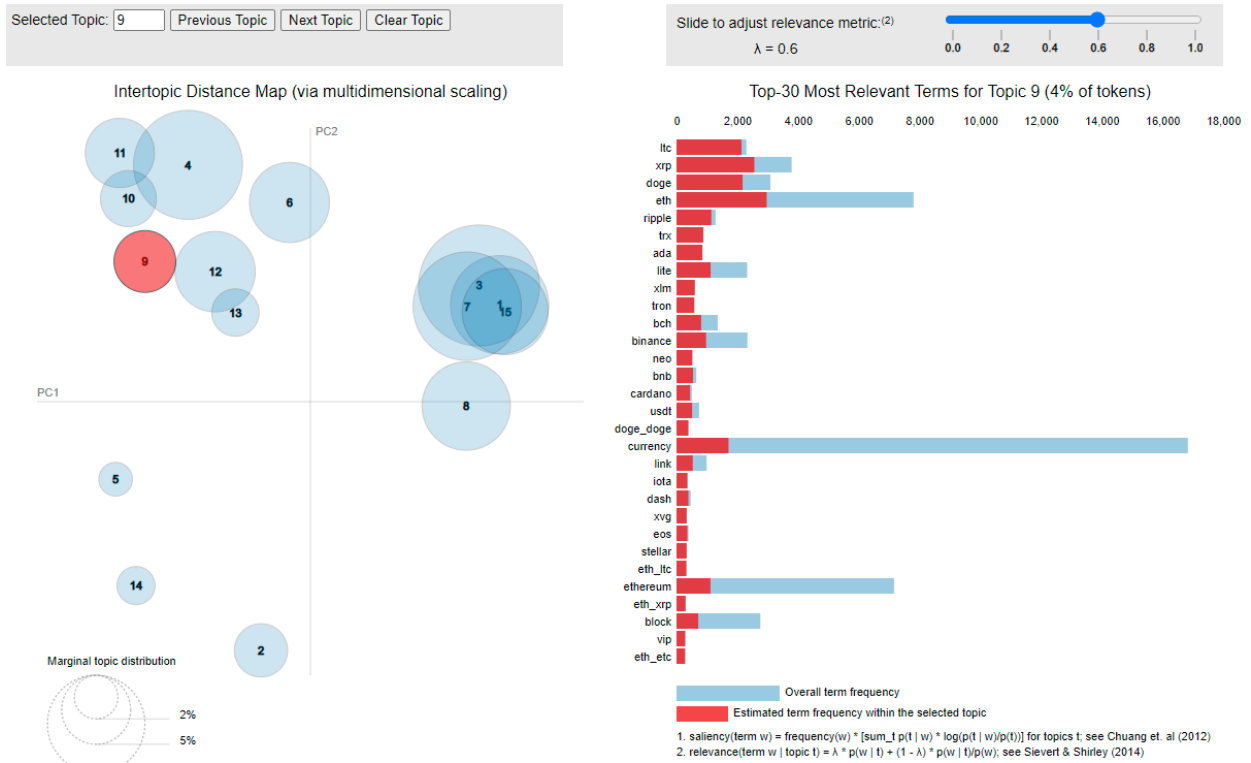 Selected Topic: 9 Previous Topic Next Topic Clear Topic
Slide to adjust relevance metric:(2)
λ = 0.6
0.0 0.2 0.4 0.6 0.8 1.0
Intertopic Distance Map (via multidimensional scaling)
PC2
PC1
11
4
10
6
9
12
13
3
7
1
15
8
5
14
2
Marginal topic distribution
2%
5%
Top-30 Most Relevant Terms for Topic 9 (4% of tokens)
0 2,000 4,000 6,000 8,000 10,000 12,000 14,000 16,000 18,000
ltc
xrp
doge
eth
ripple
trx
ada
lite
xlm
tron
bch
binance
neo
bnb
cardano
usdt
doge_doge
currency
link
iota
dash
xvg
eos
stellar
eth_ltc
ethereum
eth_xrp
block
vip
eth_etc
Overall term frequency
Estimated term frequency within the selected topic
1. saliency(term w) = frequency(w) * [sum_t p(t | w) * log(p(t | w)/p(t))] for topics t; see Chuang et. al (2012)
2. relevance(term w | topic t) = λ * p(w | t) + (1 - λ) * p(w | t)/p(w); see Sievert & Shirley (2014)